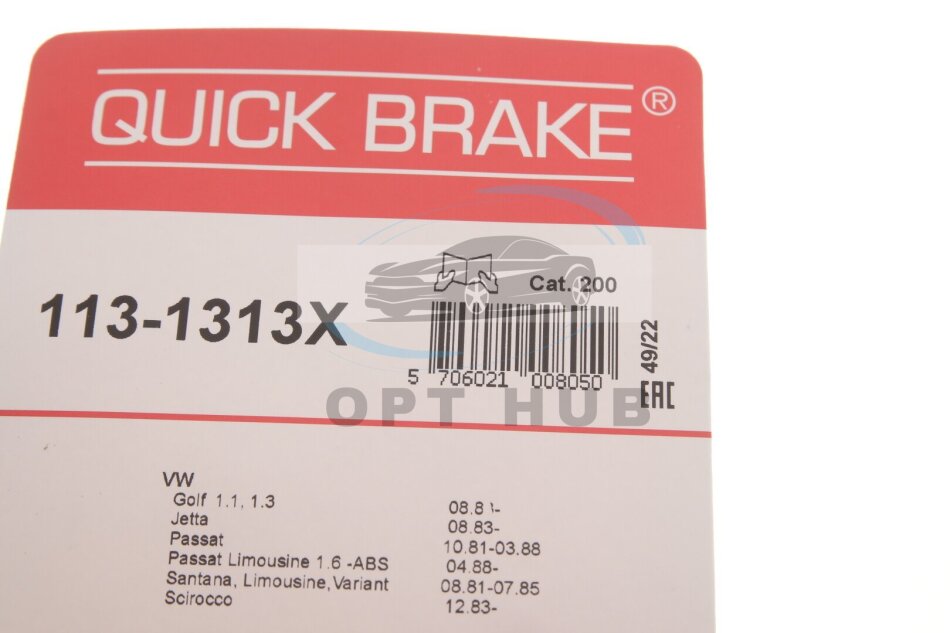 QUICK BRAKE ®
Cat. 200
113-1313X
49/22
5 706021 008050
EAC
OPT HUB
VW
Golf 1.1, 1.3
Jetta 08.83-
Passat 10.81-03.88
Passat Limousine 1.6 -ABS 04.88-
Santana, Limousine,Variant 08.81-07.85
Scirocco 12.83-